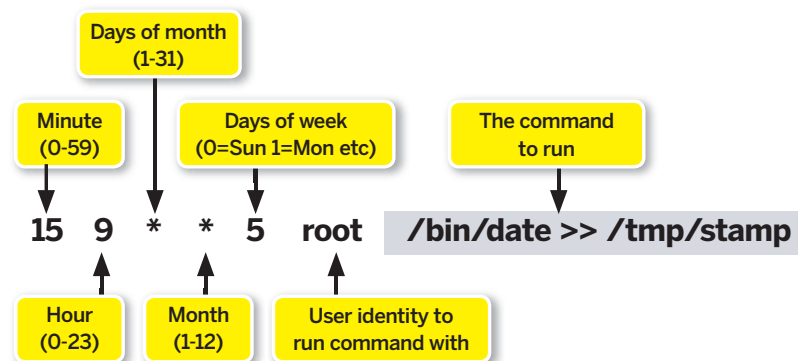 Days of month
(1-31)
Minute
(0-59)
Days of week
(0=Sun 1=Mon etc)
The command
to run
15 9 * * 5 root /bin/date >> /tmp/stamp
Hour
(0-23)
Month
(1-12)
User identity to
run command with